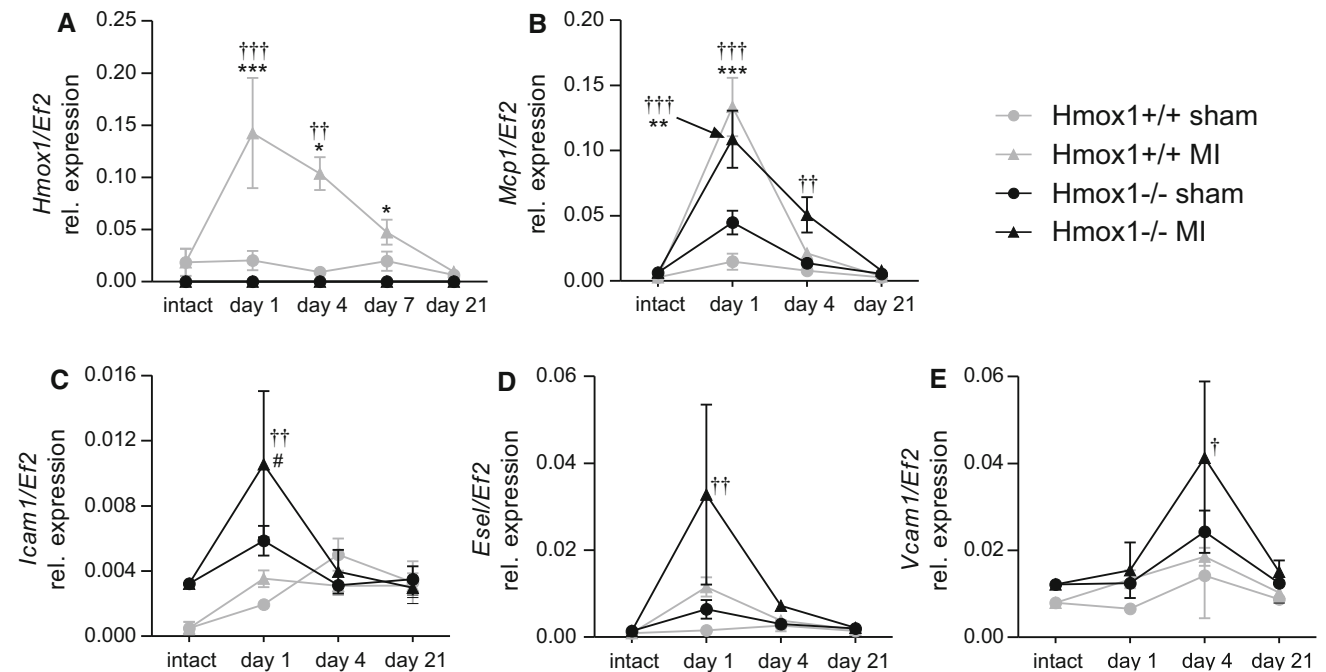 A
Hmox1/Ef2
rel. expression
0.25
0.20
0.15
0.10
0.05
0.00
†††
***
††
*
*
intact day 1 day 4 day 7 day 21
B
Mcp1/Ef2
rel. expression
0.20
0.15
0.10
0.05
0.00
†††
**
†††
***
††
intact day 1 day 4 day 21
Hmox1+/+ sham
Hmox1+/+ MI
Hmox1-/- sham
Hmox1-/- MI
C
Icam1/Ef2
rel. expression
0.016
0.012
0.008
0.004
0.000
††
#
intact day 1 day 4 day 21
D
Esel/Ef2
rel. expression
0.06
0.04
0.02
0.00
††
intact day 1 day 4 day 21
E
Vcam1/Ef2
rel. expression
0.06
0.04
0.02
0.00
†
intact day 1 day 4 day 21